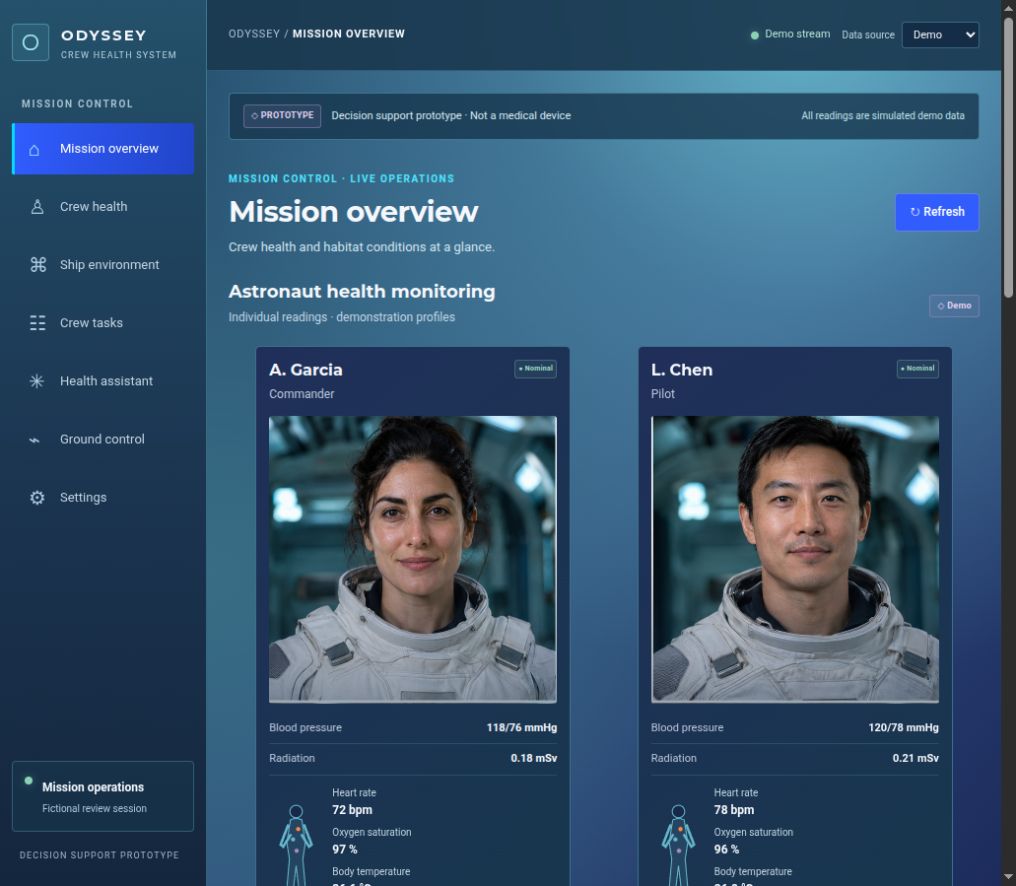 ODYSSEY
CREW HEALTH SYSTEM
MISSION CONTROL
Mission overview
Crew health
Ship environment
Crew tasks
Health assistant
Ground control
Settings
Mission operations
Fictional review session
DECISION SUPPORT PROTOTYPE
ODYSSEY / MISSION OVERVIEW
Demo stream Data source Demo
◇ PROTOTYPE Decision support prototype · Not a medical device All readings are simulated demo data
MISSION CONTROL · LIVE OPERATIONS
Mission overview
↻ Refresh
Crew health and habitat conditions at a glance.
Astronaut health monitoring
◇ Demo
Individual readings · demonstration profiles
A. Garcia
● Nominal
Commander
Blood pressure 118/76 mmHg
Radiation 0.18 mSv
Heart rate
72 bpm
Oxygen saturation
97 %
Body temperature
L. Chen
● Nominal
Pilot
Blood pressure 120/78 mmHg
Radiation 0.21 mSv
Heart rate
78 bpm
Oxygen saturation
96 %
Body temperature